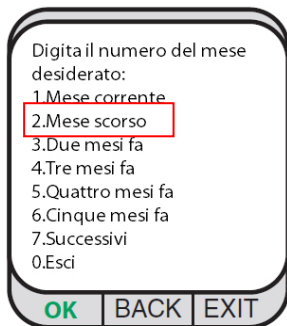 Digita il numero del mese
desiderato:
1.Mese corrente
2.Mese scorso
3.Due mesi fa
4.Tre mesi fa
5.Quattro mesi fa
6.Cinque mesi fa
7.Successivi
0.Esci
OK BACK EXIT